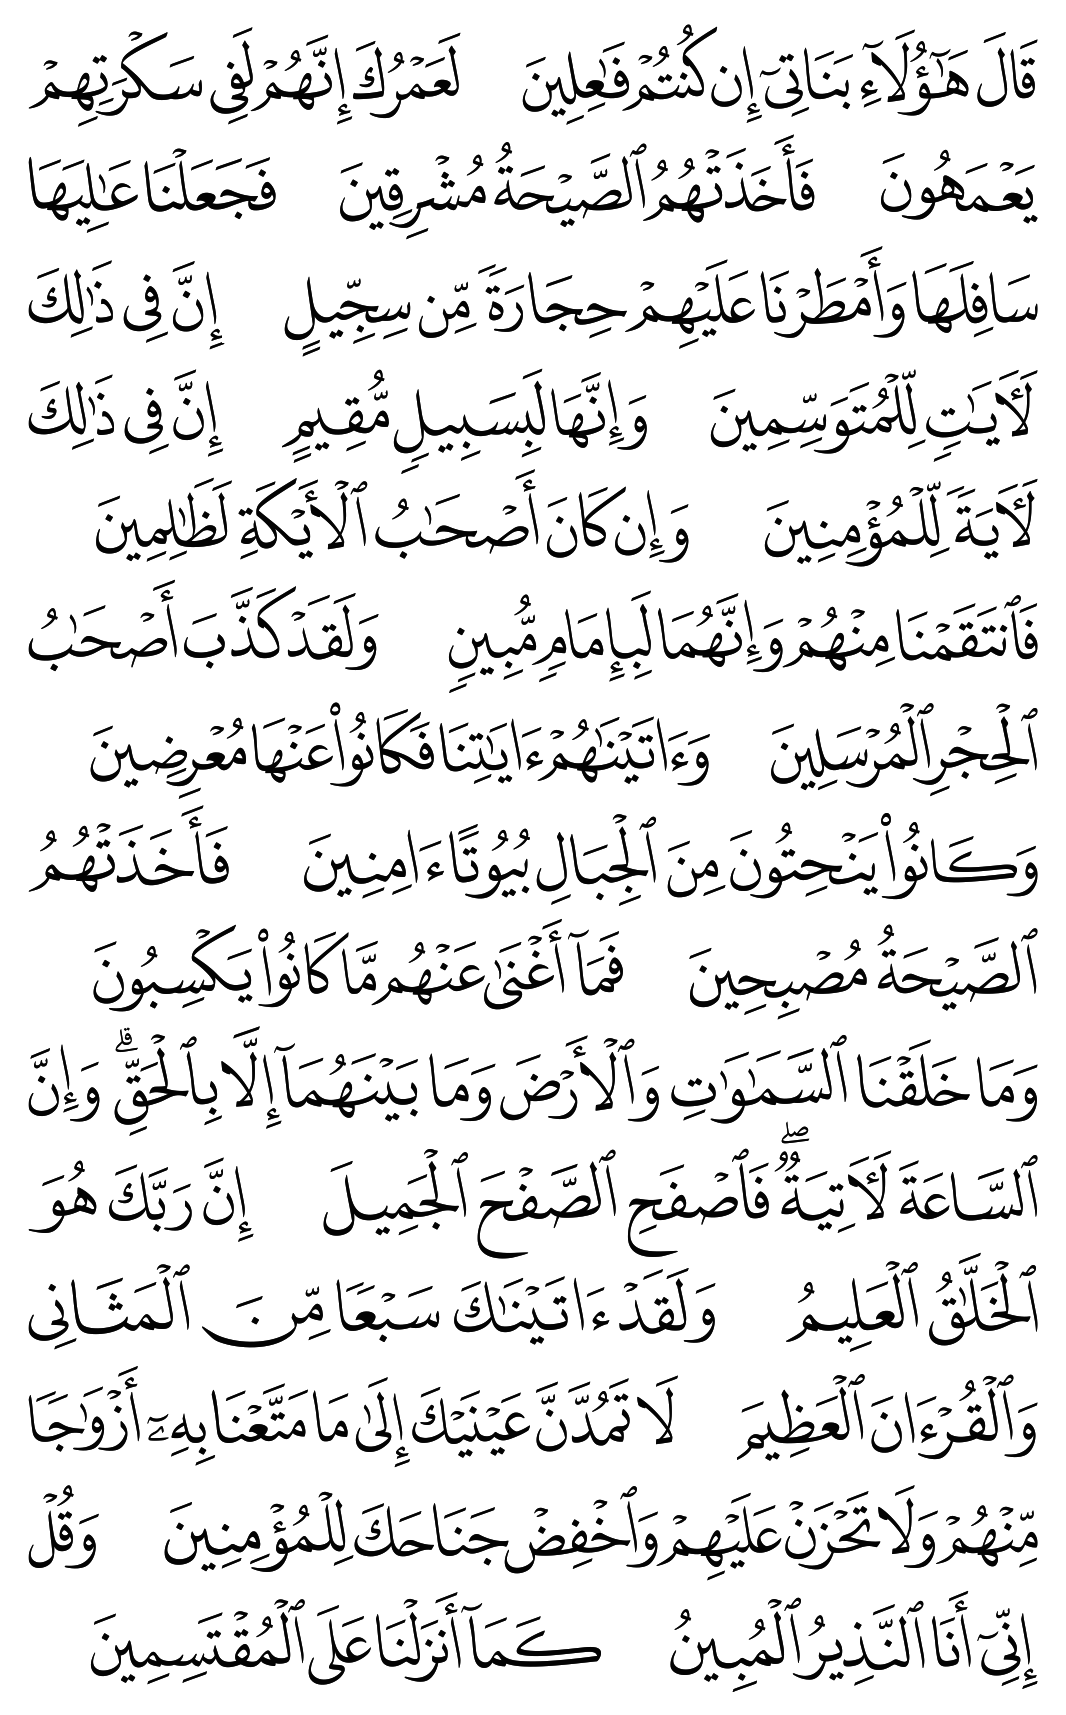 قَالَ هَٰٓؤُلَآءِ بَنَاتِىٓ إِن كُنتُمْ فَٰعِلِينَ لَعَمْرُكَ إِنَّهُمْ لَفِى سَكْرَتِهِمْ
يَعْمَهُونَ فَأَخَذَتْهُمُ ٱلصَّيْحَةُ مُشْرِقِينَ فَجَعَلْنَا عَٰلِيَهَا
سَافِلَهَا وَأَمْطَرْنَا عَلَيْهِمْ حِجَارَةً مِّن سِجِّيلٍ إِنَّ فِى ذَٰلِكَ
لَـَٔايَٰتٍ لِّلْمُتَوَسِّمِينَ وَإِنَّهَا لَبِسَبِيلٍ مُّقِيمٍ إِنَّ فِى ذَٰلِكَ
لَـَٔايَةً لِّلْمُؤْمِنِينَ وَإِن كَانَ أَصْحَٰبُ ٱلْأَيْكَةِ لَظَٰلِمِينَ
فَٱنتَقَمْنَا مِنْهُمْ وَإِنَّهُمَا لَبِإِمَامٍ مُّبِينٍ وَلَقَدْ كَذَّبَ أَصْحَٰبُ
ٱلْحِجْرِ ٱلْمُرْسَلِينَ وَءَاتَيْنَٰهُمْ ءَايَٰتِنَا فَكَانُوا۟ عَنْهَا مُعْرِضِينَ
وَكَانُوا۟ يَنْحِتُونَ مِنَ ٱلْجِبَالِ بُيُوتًا ءَامِنِينَ فَأَخَذَتْهُمُ
ٱلصَّيْحَةُ مُصْبِحِينَ فَمَآ أَغْنَىٰ عَنْهُم مَّا كَانُوا۟ يَكْسِبُونَ
وَمَا خَلَقْنَا ٱلسَّمَٰوَٰتِ وَٱلْأَرْضَ وَمَا بَيْنَهُمَآ إِلَّا بِٱلْحَقِّ ۗ وَإِنَّ
ٱلسَّاعَةَ لَـَٔاتِيَةٌ ۖ فَٱصْفَحِ ٱلصَّفْحَ ٱلْجَمِيلَ إِنَّ رَبَّكَ هُوَ
ٱلْخَلَّٰقُ ٱلْعَلِيمُ وَلَقَدْ ءَاتَيْنَٰكَ سَبْعًا مِّنَ ٱلْمَثَانِى
وَٱلْقُرْءَانَ ٱلْعَظِيمَ لَا تَمُدَّنَّ عَيْنَيْكَ إِلَىٰ مَا مَتَّعْنَا بِهِۦٓ أَزْوَٰجًا
مِّنْهُمْ وَلَا تَحْزَنْ عَلَيْهِمْ وَٱخْفِضْ جَنَاحَكَ لِلْمُؤْمِنِينَ وَقُلْ
إِنِّىٓ أَنَا ٱلنَّذِيرُ ٱلْمُبِينُ كَمَآ أَنزَلْنَا عَلَى ٱلْمُقْتَسِمِينَ